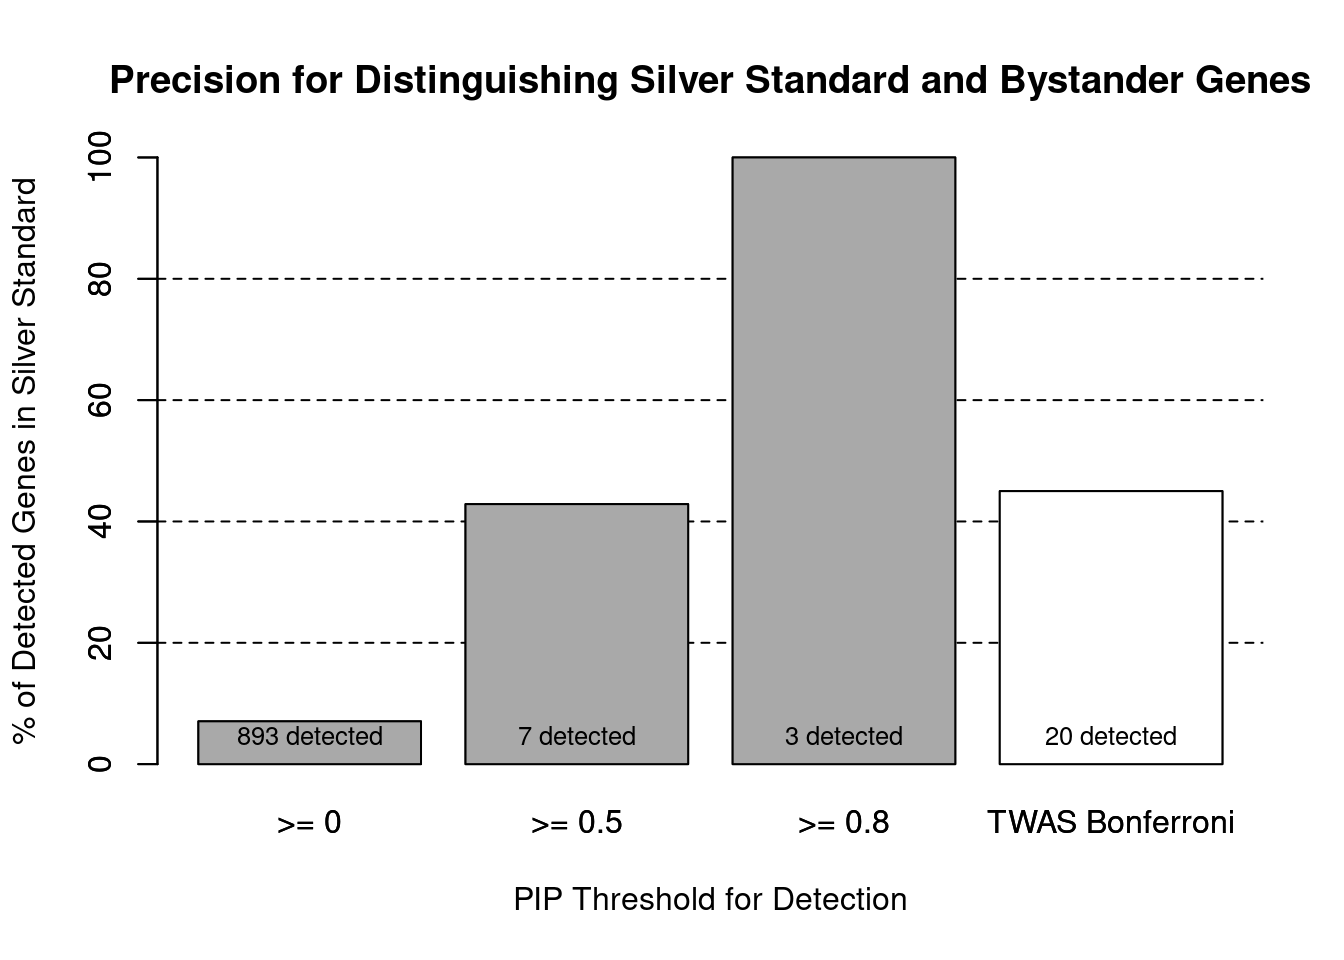 Precision for Distinguishing Silver Standard and Bystander Genes
% of Detected Genes in Silver Standard
100
80
60
40
20
0
893 detected
7 detected
3 detected
20 detected
>= 0
>= 0.5
>= 0.8
TWAS Bonferroni
PIP Threshold for Detection